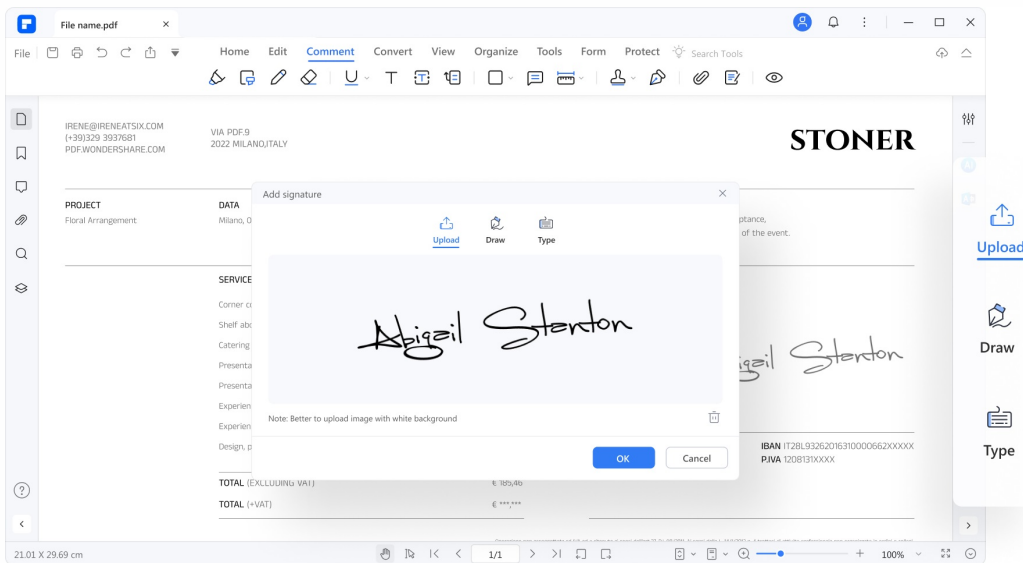 File name.pdf
File
Home Edit Comment Convert View Organize Tools Form Protect Search Tools
IRENE@IRENEATSIX.COM
(+39)329 3937681
PDF.WONDERSHARE.COM
VIA PDF.9
2022 MILANO,ITALY
STONER
PROJECT
Floral Arrangement
DATA
Milano, 0
ptance,
of the event.
SERVICE
Corner co
Shelf abo
Catering
Presenta
Presenta
Experien
Experien
Design, p
TOTAL (EXCLUDING VAT) € 185,46
TOTAL (+VAT) € ***,***
Add signature
Upload Draw Type
Abigail Stanton
Note: Better to upload image with white background
OK Cancel
igail Stanton
IBAN IT28L93262016310000662XXXXX
P.IVA 1208131XXXX
Upload
Draw
Type
21.01 X 29.69 cm
1/1
100%